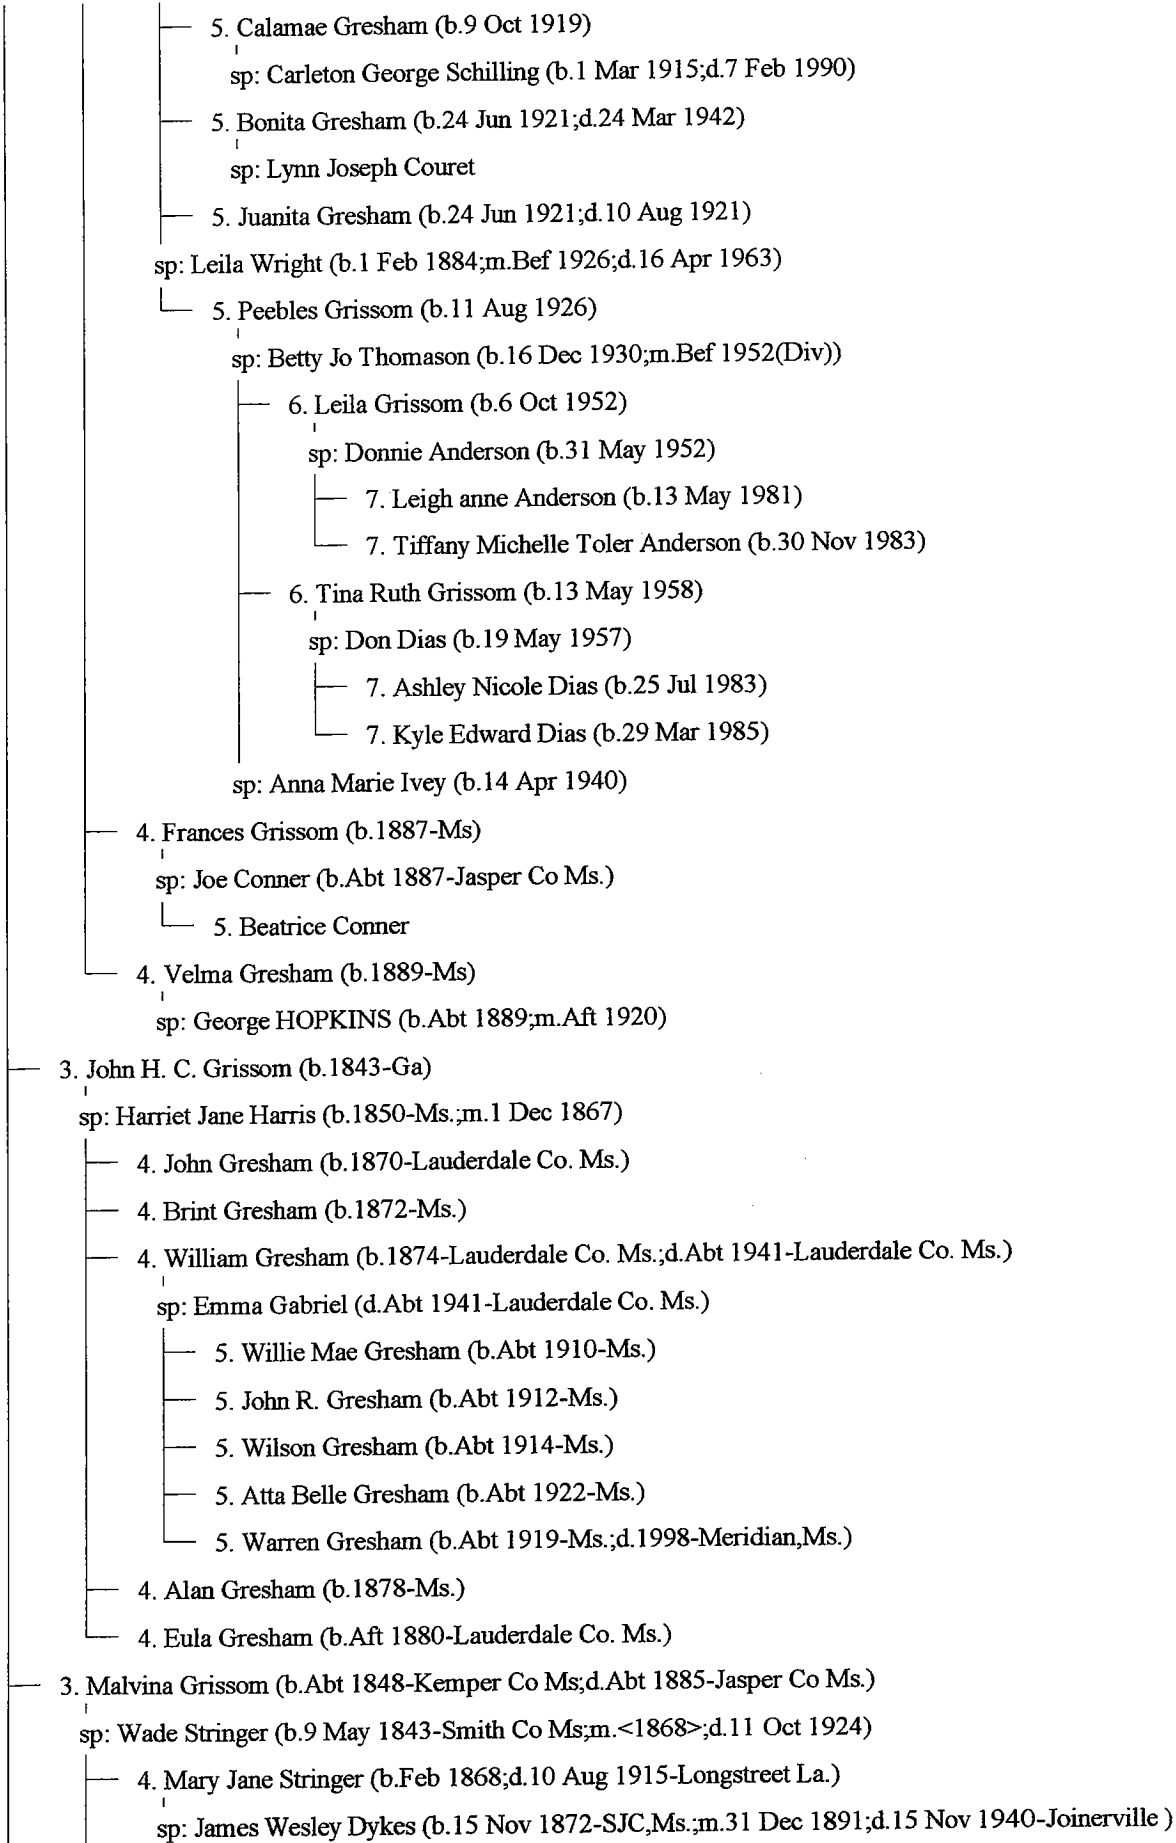 5. Calamae Gresham (b.9 Oct 1919)
sp: Carleton George Schilling (b.1 Mar 1915;d.7 Feb 1990)
5. Bonita Gresham (b.24 Jun 1921;d.24 Mar 1942)
sp: Lynn Joseph Couret
5. Juanita Gresham (b.24 Jun 1921;d.10 Aug 1921)
sp: Leila Wright (b.1 Feb 1884;m.Bef 1926;d.16 Apr 1963)
5. Peebles Grissom (b.11 Aug 1926)
sp: Betty Jo Thomason (b.16 Dec 1930;m.Bef 1952(Div))
6. Leila Grissom (b.6 Oct 1952)
sp: Donnie Anderson (b.31 May 1952)
7. Leigh anne Anderson (b.13 May 1981)
7. Tiffany Michelle Toler Anderson (b.30 Nov 1983)
6. Tina Ruth Grissom (b.13 May 1958)
sp: Don Dias (b.19 May 1957)
7. Ashley Nicole Dias (b.25 Jul 1983)
7. Kyle Edward Dias (b.29 Mar 1985)
sp: Anna Marie Ivey (b.14 Apr 1940)
4. Frances Grissom (b.1887-Ms)
sp: Joe Conner (b.Abt 1887-Jasper Co Ms.)
5. Beatrice Conner
4. Velma Gresham (b.1889-Ms)
sp: George HOPKINS (b.Abt 1889;m.Aft 1920)
3. John H. C. Grissom (b.1843-Ga)
sp: Harriet Jane Harris (b.1850-Ms.;m.1 Dec 1867)
4. John Gresham (b.1870-Lauderdale Co. Ms.)
4. Brint Gresham (b.1872-Ms.)
4. William Gresham (b.1874-Lauderdale Co. Ms.;d.Abt 1941-Lauderdale Co. Ms.)
sp: Emma Gabriel (d.Abt 1941-Lauderdale Co. Ms.)
5. Willie Mae Gresham (b.Abt 1910-Ms.)
5. John R. Gresham (b.Abt 1912-Ms.)
5. Wilson Gresham (b.Abt 1914-Ms.)
5. Atta Belle Gresham (b.Abt 1922-Ms.)
5. Warren Gresham (b.Abt 1919-Ms.;d.1998-Meridian,Ms.)
4. Alan Gresham (b.1878-Ms.)
4. Eula Gresham (b.Aft 1880-Lauderdale Co. Ms.)
3. Malvina Grissom (b.Abt 1848-Kemper Co Ms;d.Abt 1885-Jasper Co Ms.)
sp: Wade Stringer (b.9 May 1843-Smith Co Ms;m.<1868>;d.11 Oct 1924)
4. Mary Jane Stringer (b.Feb 1868;d.10 Aug 1915-Longstreet La.)
sp: James Wesley Dykes (b.15 Nov 1872-SJC,Ms.;m.31 Dec 1891;d.15 Nov 1940-Joinerville )